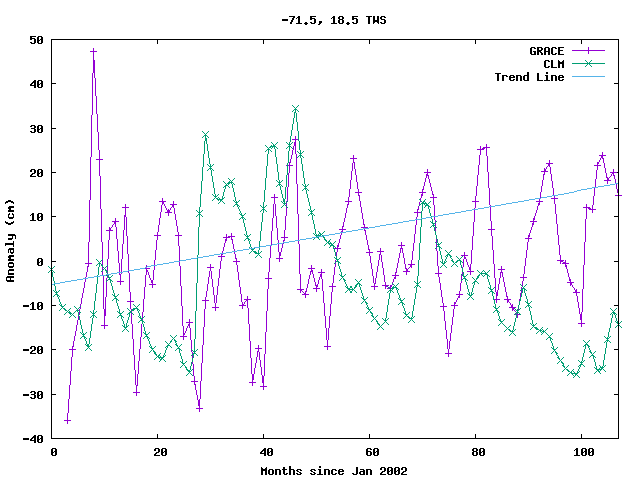 -71.5, 18.5 TWS
GRACE
CLM
Trend Line
50
40
30
20
10
0
-10
-20
-30
-40
Anomaly (cm)
0 20 40 60 80 100
Months since Jan 2002